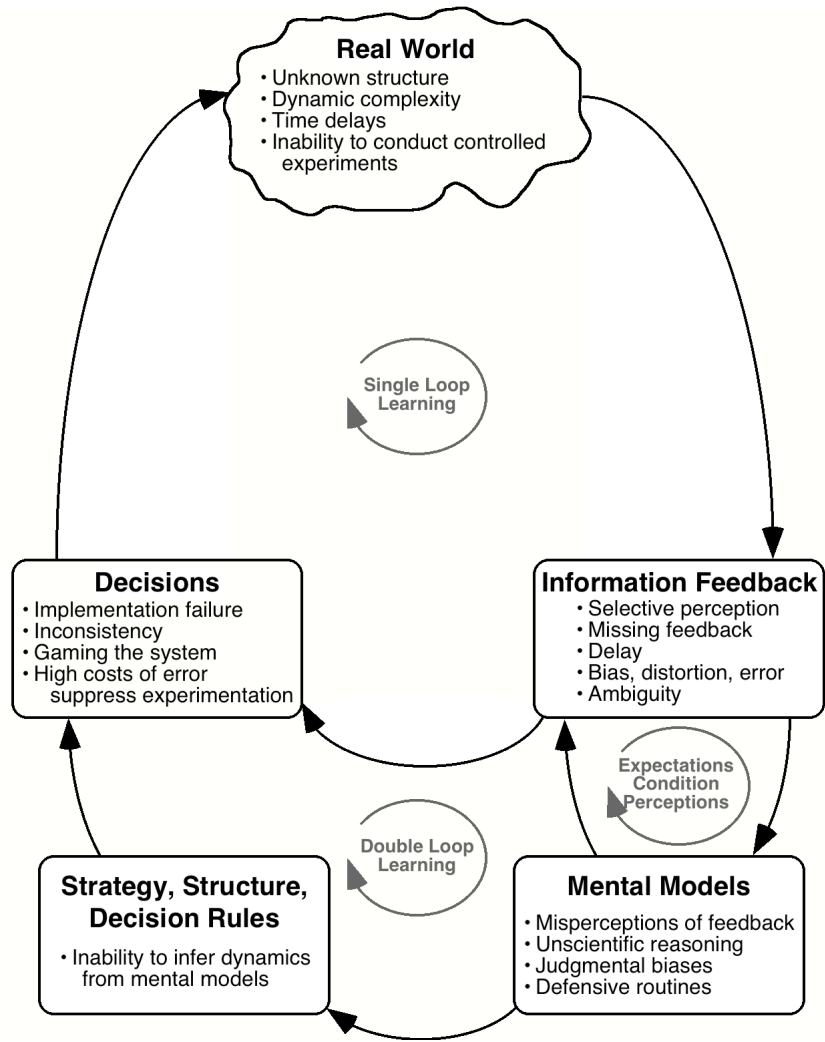 Real World
• Unknown structure
• Dynamic complexity
• Time delays
• Inability to conduct controlled
experiments
Single Loop
Learning
Decisions
• Implementation failure
• Inconsistency
• Gaming the system
• High costs of error
suppress experimentation
Information Feedback
• Selective perception
• Missing feedback
• Delay
• Bias, distortion, error
• Ambiguity
Expectations
Condition
Perceptions
Double Loop
Learning
Strategy, Structure,
Decision Rules
• Inability to infer dynamics
from mental models
Mental Models
• Misperceptions of feedback
• Unscientific reasoning
• Judgmental biases
• Defensive routines